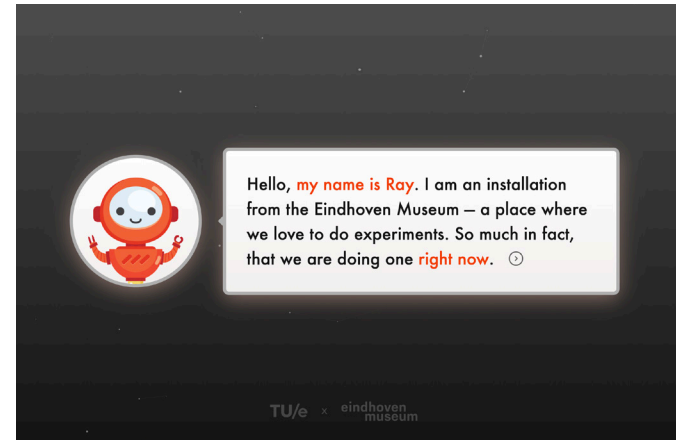 Hello, my name is Ray. I am an installation
from the Eindhoven Museum – a place where
we love to do experiments. So much in fact,
that we are doing one right now.
TU/e x eindhoven
museum